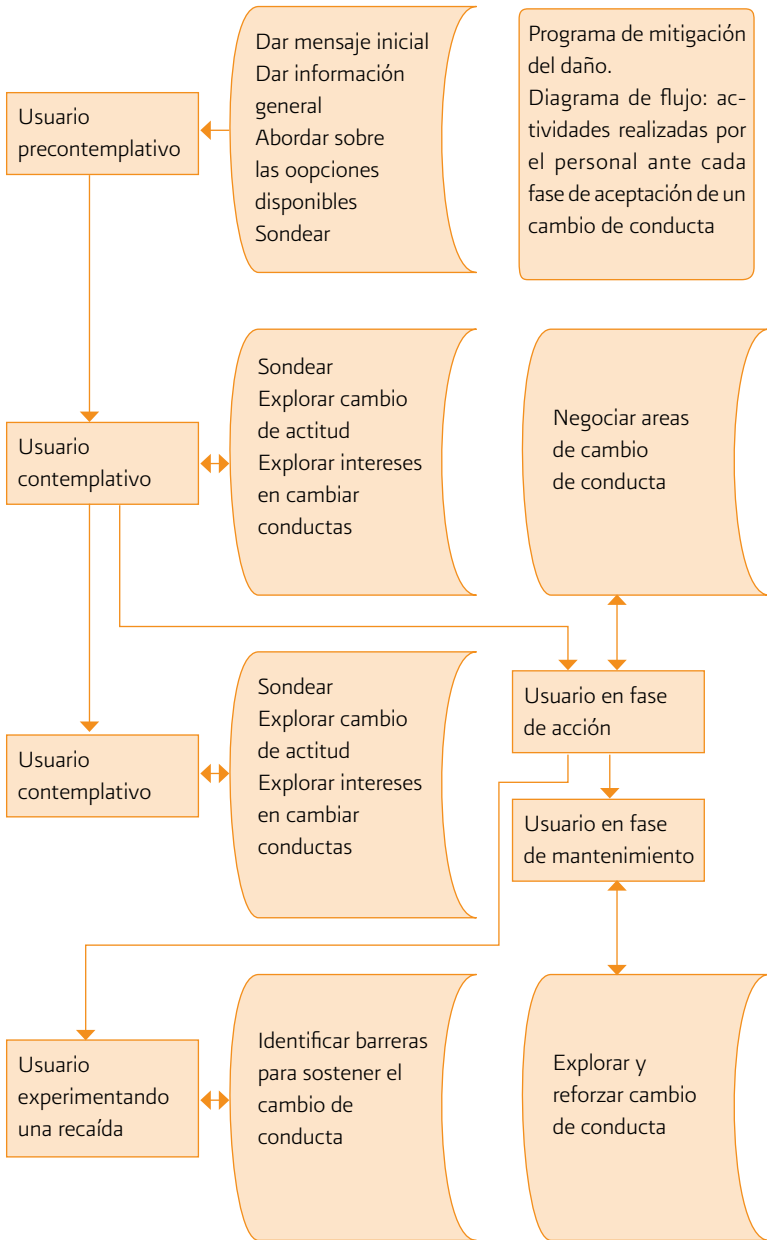 Usuario
precontemplativo
Dar mensaje inicial
Dar información
general
Abordar sobre
las oopciones
disponibles
Sondear
Programa de mitigación
del daño.
Diagrama de flujo: ac-
tividades realizadas por
el personal ante cada
fase de aceptación de un
cambio de conducta
Usuario
contemplativo
Sondear
Explorar cambio
de actitud
Explorar intereses
en cambiar
conductas
Negociar areas
de cambio
de conducta
Usuario
contemplativo
Sondear
Explorar cambio
de actitud
Explorar intereses
en cambiar
conductas
Usuario en fase
de acción
Usuario en fase
de mantenimiento
Usuario
experimentando
una recaída
Identificar barreras
para sostener el
cambio de
conducta
Explorar y
reforzar cambio
de conducta